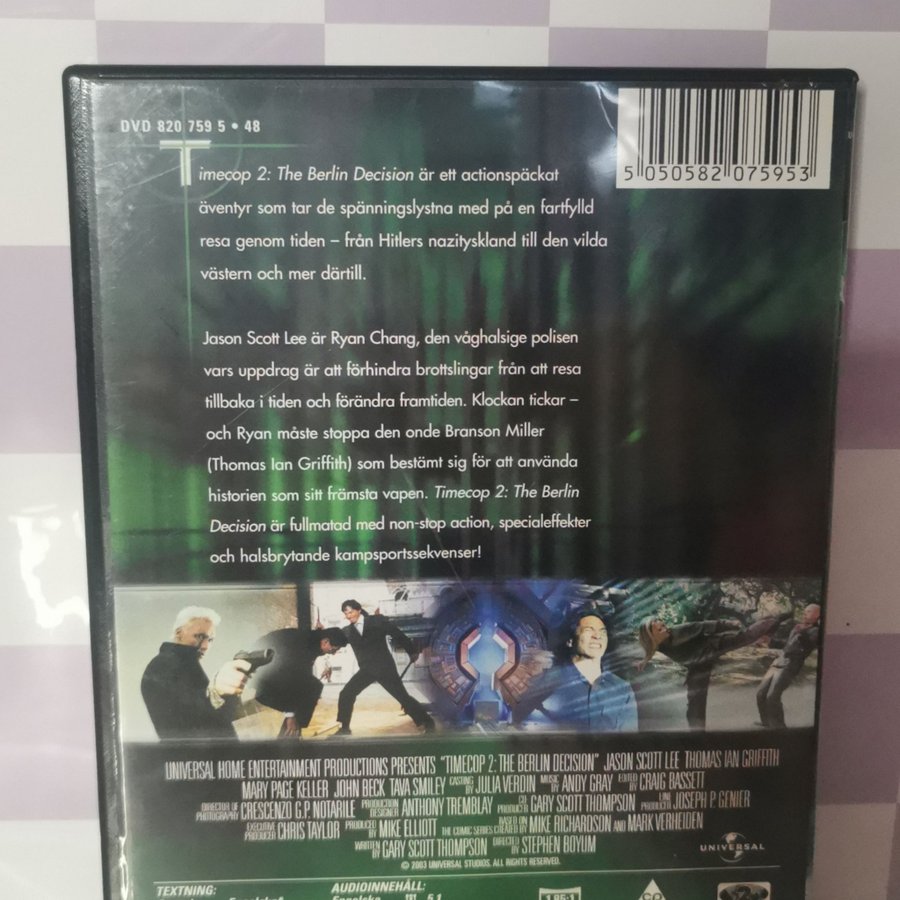 DVD 820 759 5 • 48
5 050582 075953
Timecop 2: The Berlin Decision är ett actionspäckat
äventyr som tar de spänningslystna med på en fartfylld
resa genom tiden – från Hitlers nazityskland till den vilda
västern och mer därtill.
Jason Scott Lee är Ryan Chang, den våghalsige polisen
vars uppdrag är att förhindra brottslingar från att resa
tillbaka i tiden och förändra framtiden. Klockan tickar –
och Ryan måste stoppa den onde Branson Miller
(Thomas Ian Griffith) som bestämt sig för att använda
historien som sitt främsta vapen. Timecop 2: The Berlin
Decision är fullmatad med non-stop action, specialeffekter
och halsbrytande kampsportssekvenser!
UNIVERSAL HOME ENTERTAINMENT PRODUCTIONS PRESENTS "TIMECOP 2: THE BERLIN DECISION" JASON SCOTT LEE THOMAS IAN GRIFFITH
MARY PAGE KELLER JOHN BECK TAVA SMILEY CASTING BY JULIA VERDIN MUSIC BY ANDY GRAY EDITED BY CRAIG BASSETT
DIRECTOR OF PHOTOGRAPHY CRESCENZO G.P. NOTARILE PRODUCTION DESIGNER ANTHONY TREMBLAY CO PRODUCER GARY SCOTT THOMPSON LINE PRODUCER JOSEPH P. GENIER
EXECUTIVE PRODUCER CHRIS TAYLOR PRODUCED BY MIKE ELLIOTT BASED ON THE COMIC SERIES CREATED BY MIKE RICHARDSON AND MARK VERHEIDEN
WRITTEN BY GARY SCOTT THOMPSON DIRECTED BY STEPHEN BOYUM
© 2003 UNIVERSAL STUDIOS. ALL RIGHTS RESERVED.
UNIVERSAL
TEXTNING:
AUDIOINNEHÅLL:
Engelska 5.1
1.85:1